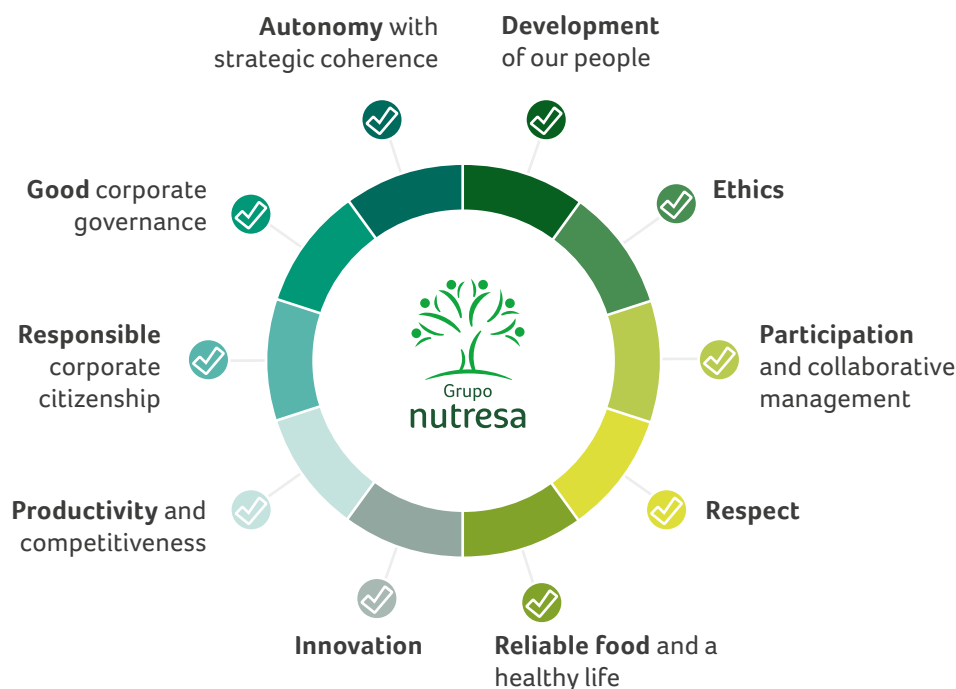 Autonomy with
strategic coherence
Development
of our people
Good corporate
governance
Ethics
Responsible
corporate
citizenship
Participation
and collaborative
management
Grupo
nutresa
Productivity and
competitiveness
Respect
Innovation
Reliable food and a
healthy life